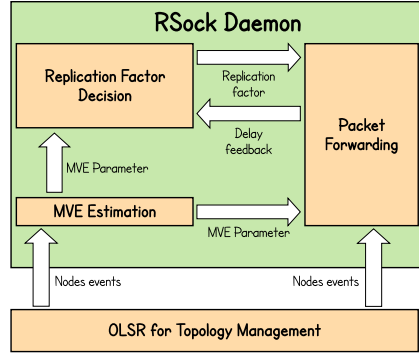 RSock Daemon
Replication Factor
Decision
Replication
factor
Delay
feedback
Packet
Forwarding
MVE Parameter
MVE Estimation
MVE Parameter
Nodes events
Nodes events
OLSR for Topology Management